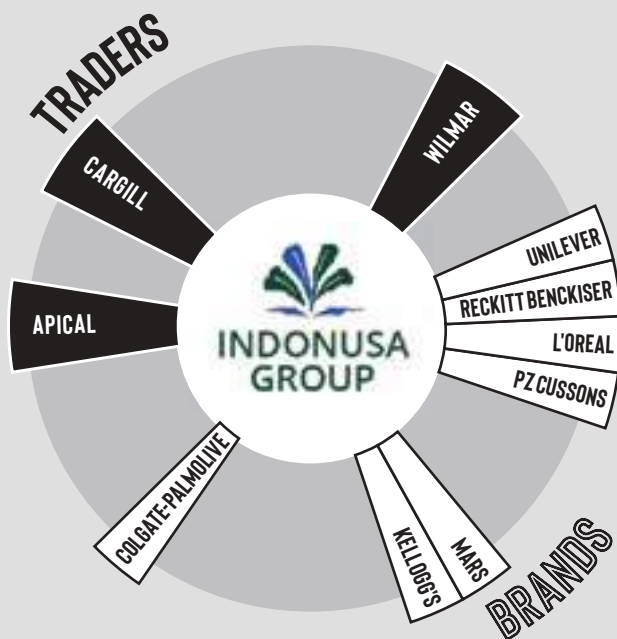 TRADERS
CARGILL
WILMAR
APICAL
UNILEVER
RECKITT BENCKISER
L'OREAL
PZ CUSSONS
INDONUSA
GROUP
COLGATE-PALMOLIVE
KELLOGG'S
MARS
BRANDS